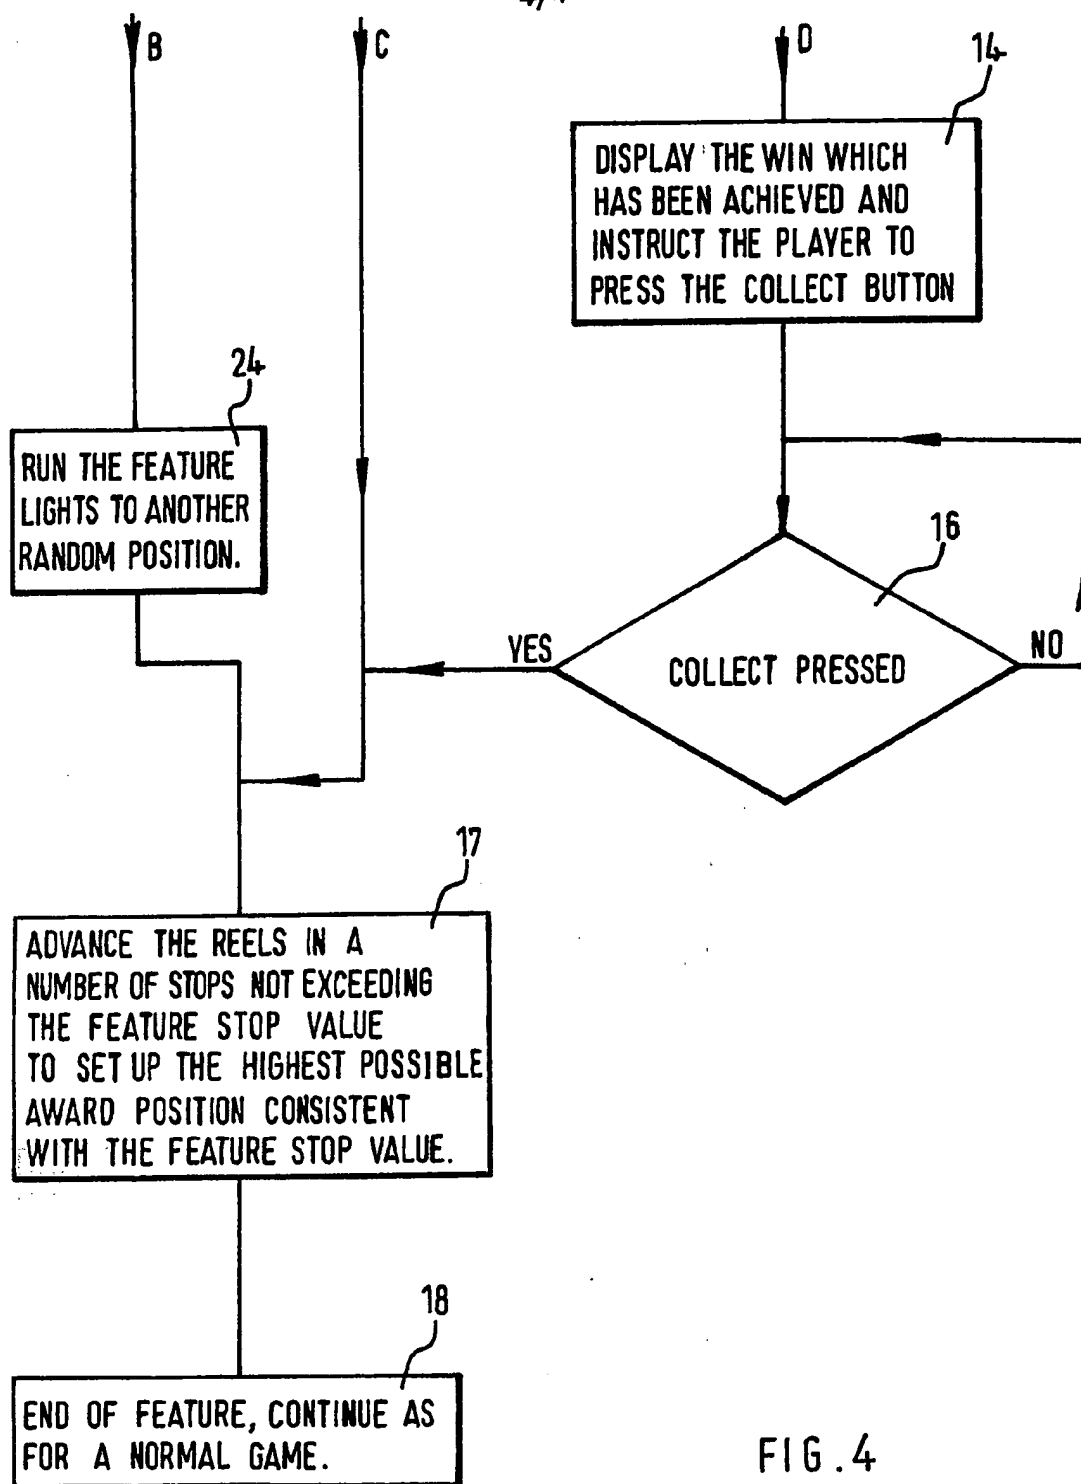 B
C
D
14
DISPLAY THE WIN WHICH
HAS BEEN ACHIEVED AND
INSTRUCT THE PLAYER TO
PRESS THE COLLECT BUTTON
24
RUN THE FEATURE
LIGHTS TO ANOTHER
RANDOM POSITION.
16
YES
COLLECT PRESSED
NO
17
ADVANCE THE REELS IN A
NUMBER OF STOPS NOT EXCEEDING
THE FEATURE STOP VALUE
TO SET UP THE HIGHEST POSSIBLE
AWARD POSITION CONSISTENT
WITH THE FEATURE STOP VALUE.
18
END OF FEATURE, CONTINUE AS
FOR A NORMAL GAME.
FIG.4